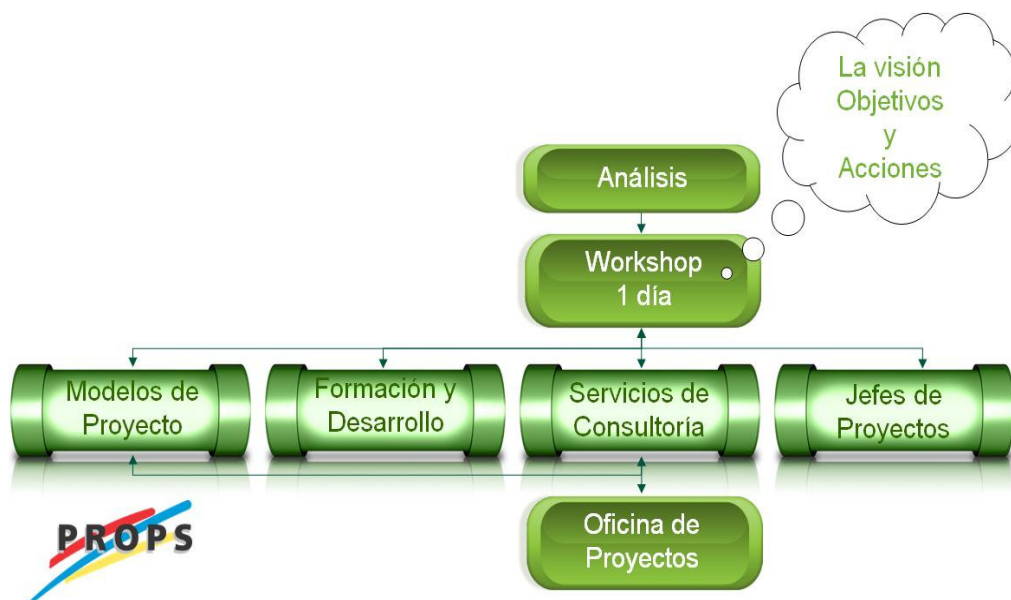 La visión
Objetivos
y
Acciones
Análisis
Workshop
1 día
Modelos de
Proyecto
Formación y
Desarrollo
Servicios de
Consultoría
Jefes de
Proyectos
Oficina de
Proyectos
PROPS